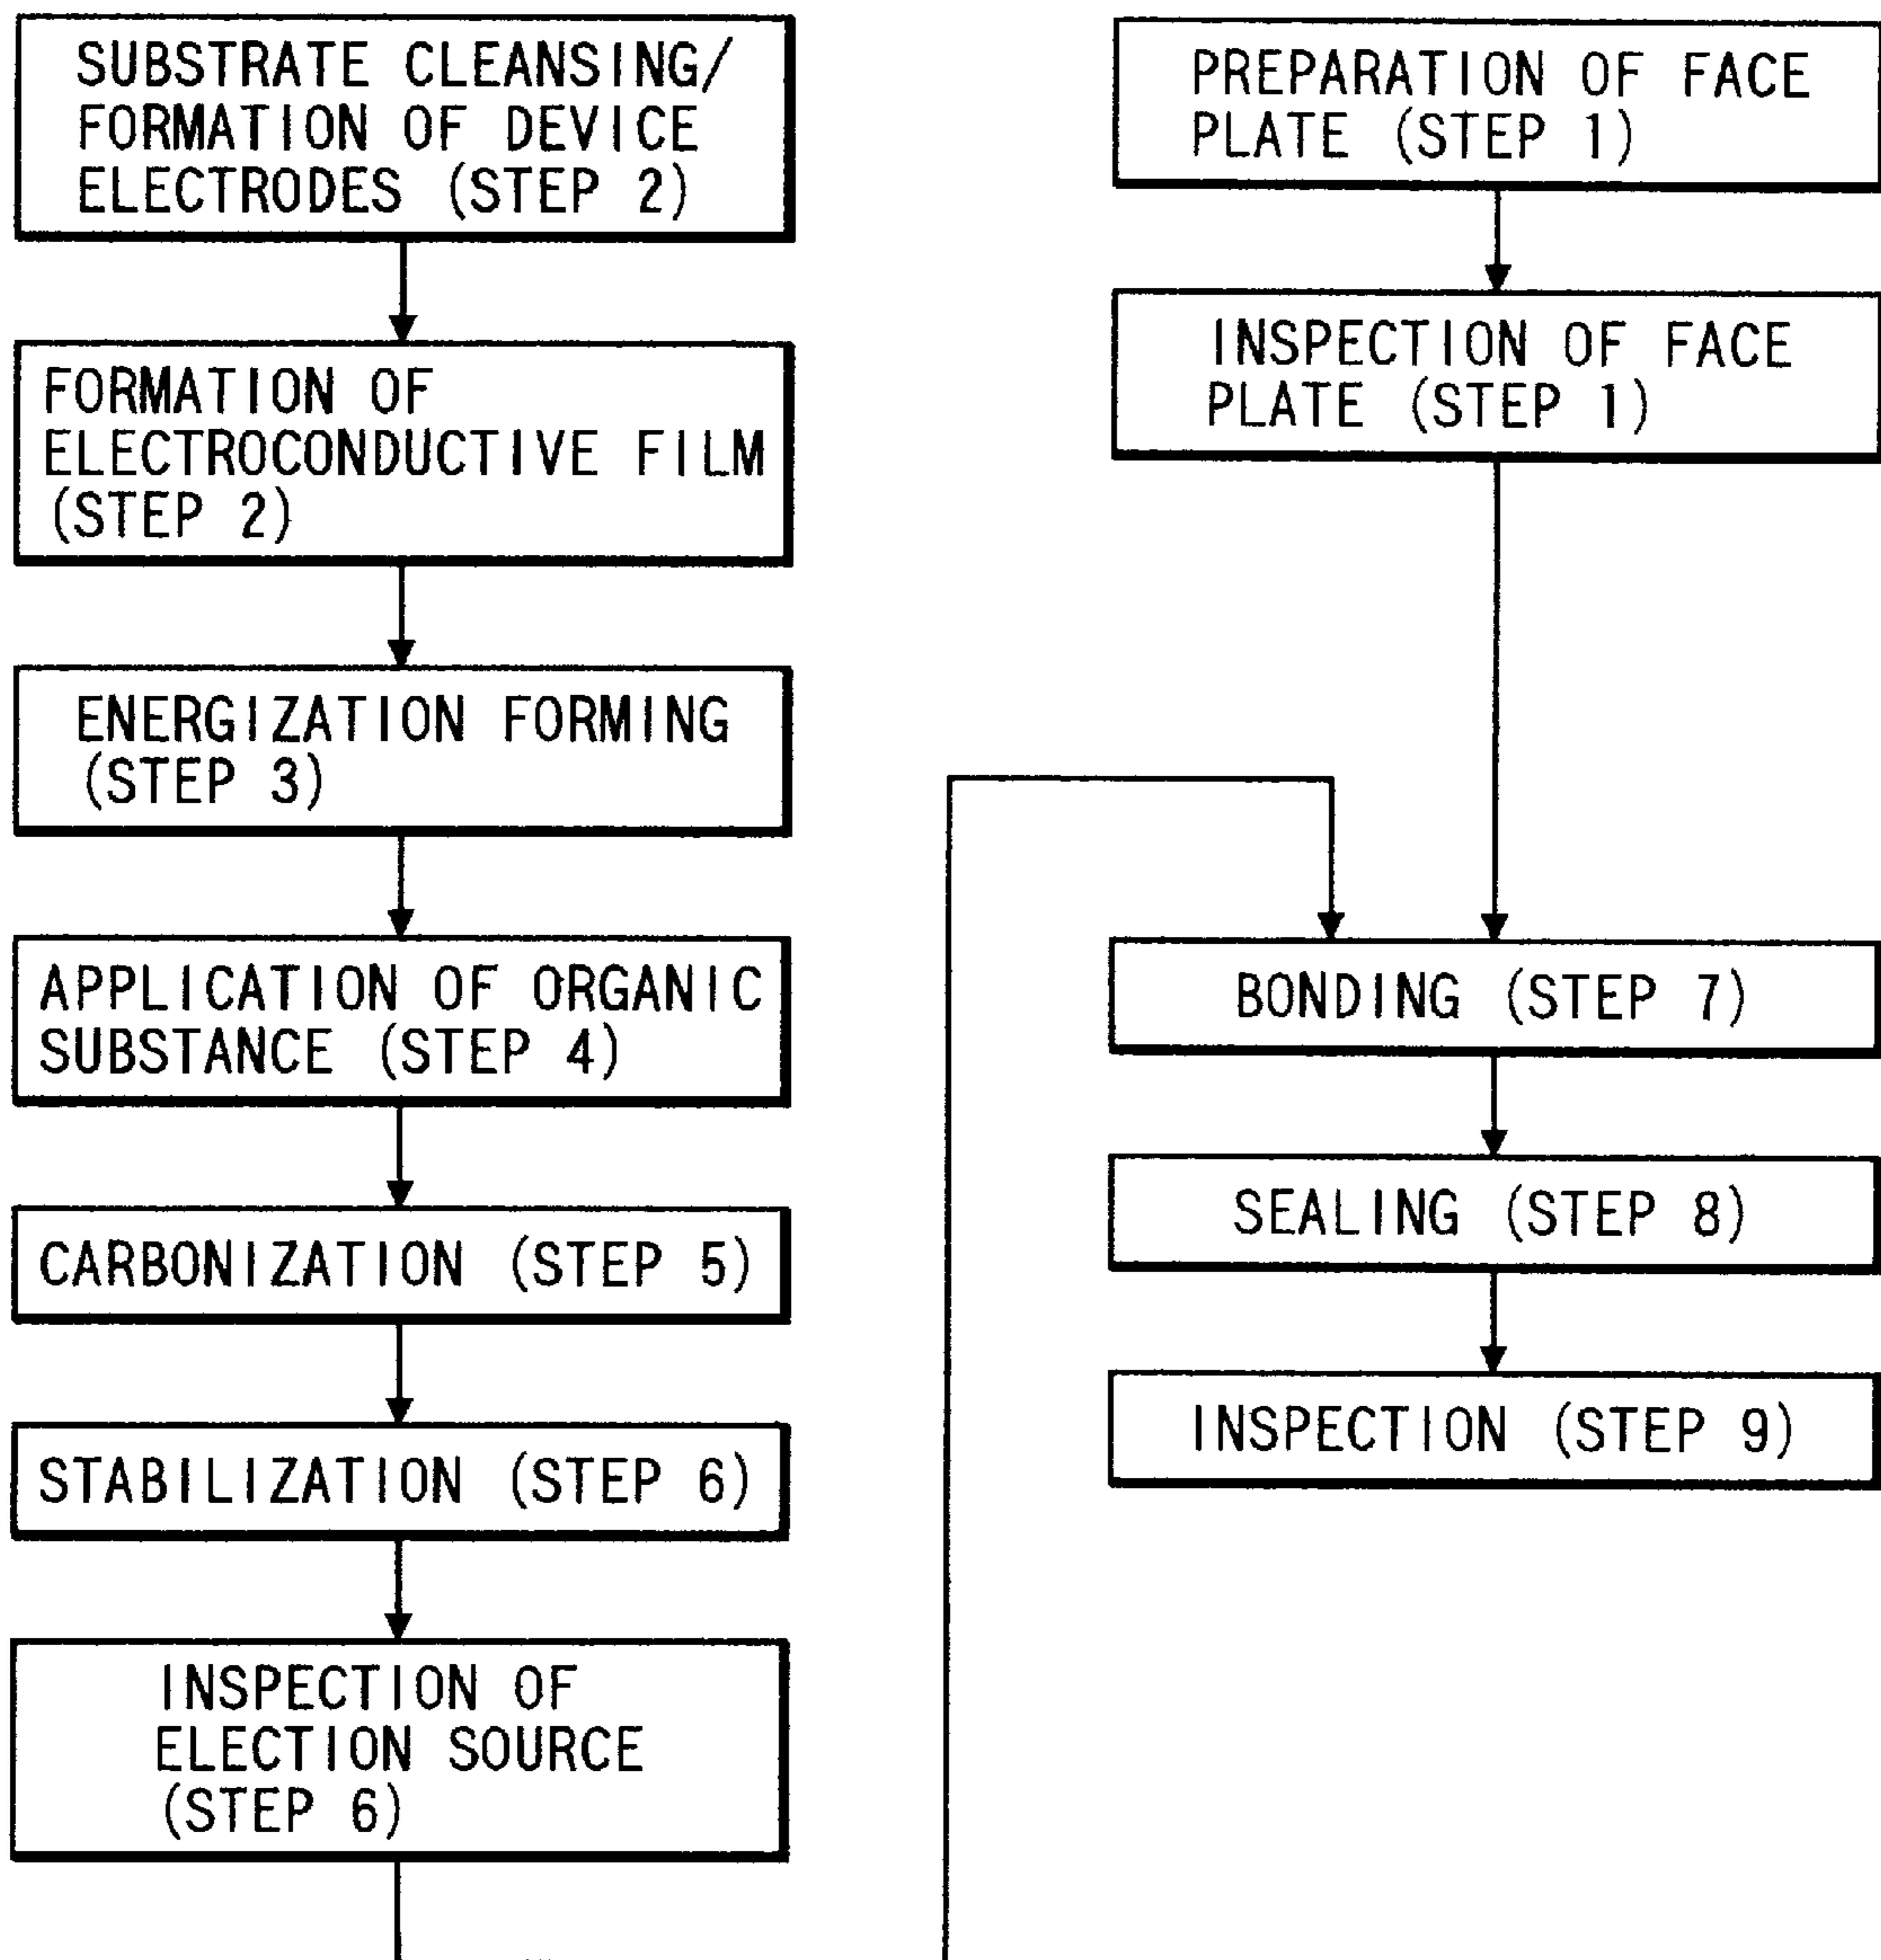 SUBSTRATE CLEANSING/
FORMATION OF DEVICE
ELECTRODES (STEP 2)
FORMATION OF
ELECTROCONDUCTIVE FILM
(STEP 2)
ENERGIZATION FORMING
(STEP 3)
APPLICATION OF ORGANIC
SUBSTANCE (STEP 4)
CARBONIZATION (STEP 5)
STABILIZATION (STEP 6)
INSPECTION OF
ELECTION SOURCE
(STEP 6)
PREPARATION OF FACE
PLATE (STEP 1)
INSPECTION OF FACE
PLATE (STEP 1)
BONDING (STEP 7)
SEALING (STEP 8)
INSPECTION (STEP 9)